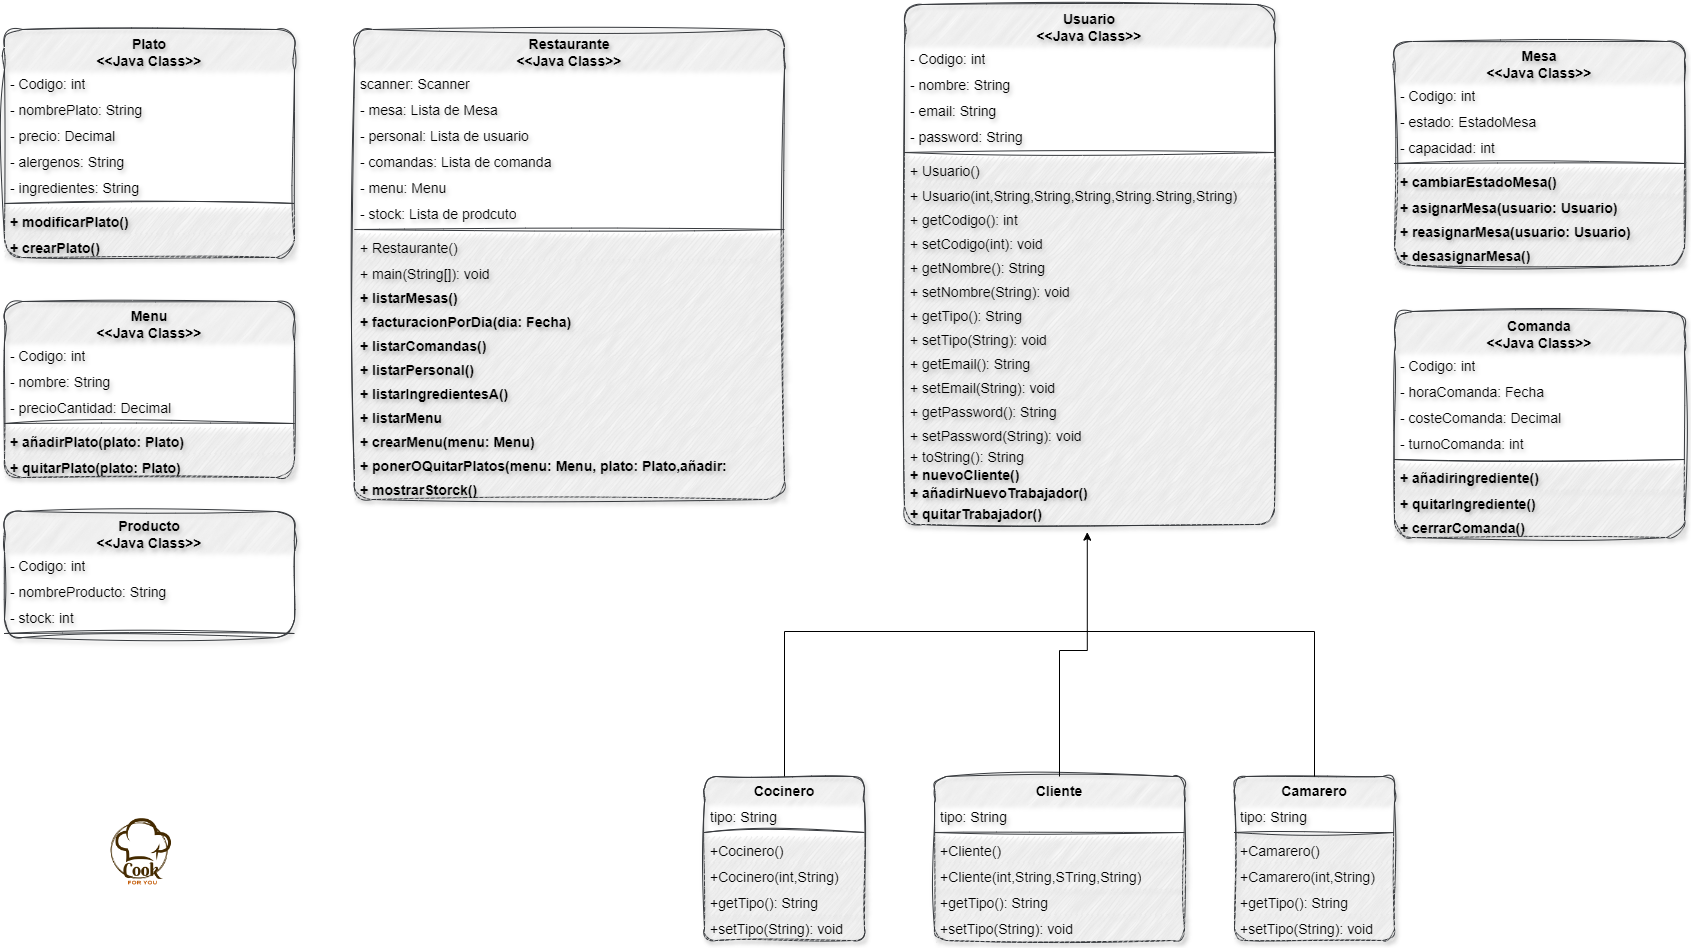 Plato
<<Java Class>>
- Codigo: int
- nombrePlato: String
- precio: Decimal
- alergenos: String
- ingredientes: String
+ modificarPlato()
+ crearPlato()
Menu
<<Java Class>>
- Codigo: int
- nombre: String
- precioCantidad: Decimal
+ añadirPlato(plato: Plato)
+ quitarPlato(plato: Plato)
Producto
<<Java Class>>
- Codigo: int
- nombreProducto: String
- stock: int
Restaurante
<<Java Class>>
scanner: Scanner
- mesa: Lista de Mesa
- personal: Lista de usuario
- comandas: Lista de comanda
- menu: Menu
- stock: Lista de prodcuto
+ Restaurante()
+ main(String[]): void
+ listarMesas()
+ facturacionPorDia(dia: Fecha)
+ listarComandas()
+ listarPersonal()
+ listarIngredientesA()
+ listarMenu
+ crearMenu(menu: Menu)
+ ponerOQuitarPlatos(menu: Menu, plato: Plato,añadir:
+ mostrarStorck()
Usuario
<<Java Class>>
- Codigo: int
- nombre: String
- email: String
- password: String
+ Usuario()
+ Usuario(int,String,String,String,String.String,String)
+ getCodigo(): int
+ setCodigo(int): void
+ getNombre(): String
+ setNombre(String): void
+ getTipo(): String
+ setTipo(String): void
+ getEmail(): String
+ setEmail(String): void
+ getPassword(): String
+ setPassword(String): void
+ toString(): String
+ nuevoCliente()
+ añadirNuevoTrabajador()
+ quitarTrabajador()
Mesa
<<Java Class>>
- Codigo: int
- estado: EstadoMesa
- capacidad: int
+ cambiarEstadoMesa()
+ asignarMesa(usuario: Usuario)
+ reasignarMesa(usuario: Usuario)
+ desasignarMesa()
Comanda
<<Java Class>>
- Codigo: int
- horaComanda: Fecha
- costeComanda: Decimal
- turnoComanda: int
+ añadiringrediente()
+ quitarIngrediente()
+ cerrarComanda()
Cocinero
tipo: String
+Cocinero()
+Cocinero(int,String)
+getTipo(): String
+setTipo(String): void
Cliente
tipo: String
+Cliente()
+Cliente(int,String,STring,String)
+getTipo(): String
+setTipo(String): void
Camarero
tipo: String
+Camarero()
+Camarero(int,String)
+getTipo(): String
+setTipo(String): void
Cook
FOR YOU